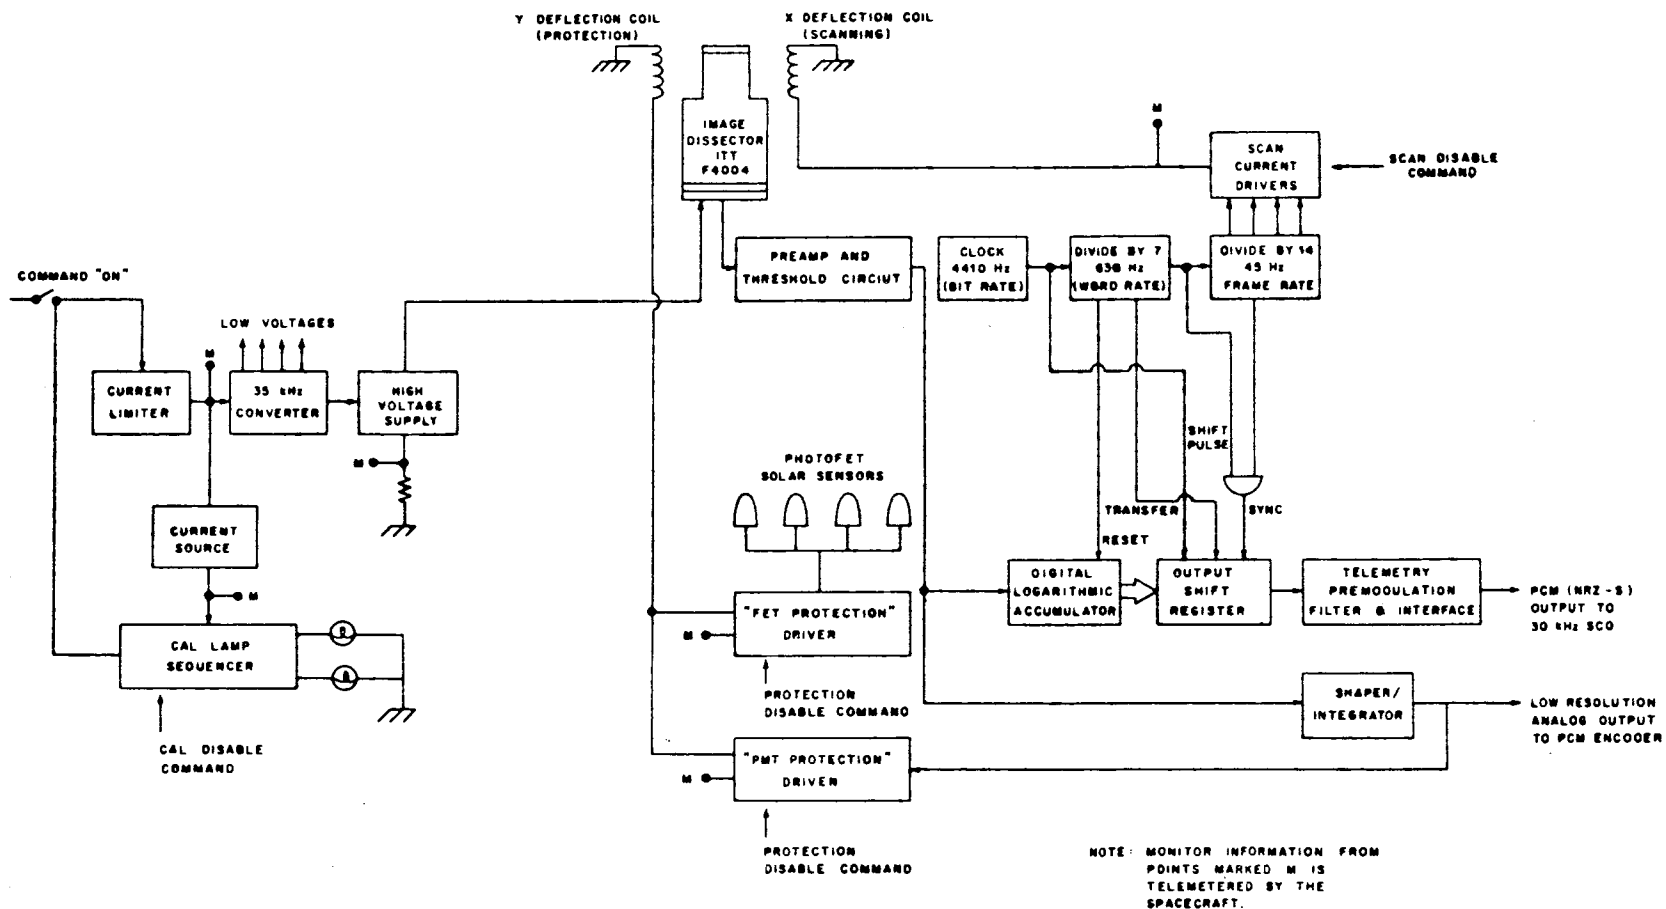 Y DEFLECTION COIL
(PROTECTION)
X DEFLECTION COIL
(SCANNING)
IMAGE
DISSECTOR
ITT
F4004
M
SCAN
CURRENT
DRIVERS
SCAN DISABLE
COMMAND
PREAMP AND
THRESHOLD CIRCIUT
CLOCK
4410 Hz
(BIT RATE)
DIVIDE BY 7
630 Hz
(WORD RATE)
DIVIDE BY 14
45 Hz
FRAME RATE
COMMAND "ON"
LOW VOLTAGES
M
CURRENT
LIMITER
35 kHz
CONVERTER
HIGH
VOLTAGE
SUPPLY
M
SHIFT
PULSE
PHOTOFET
SOLAR SENSORS
CURRENT
SOURCE
TRANSFER
SYNC
RESET
M
DIGITAL
LOGARITHMIC
ACCUMULATOR
OUTPUT
SHIFT
REGISTER
TELEMETRY
PREMODULATION
FILTER & INTERFACE
PCM (NRZ-S)
OUTPUT TO
30 kHz SCO
"FET PROTECTION"
DRIVER
M
CAL LAMP
SEQUENCER
PROTECTION
DISABLE COMMAND
SHAPER/
INTEGRATOR
LOW RESOLUTION
ANALOG OUTPUT
TO PCM ENCODER
CAL DISABLE
COMMAND
"PMT PROTECTION"
DRIVER
M
PROTECTION
DISABLE COMMAND
NOTE: MONITOR INFORMATION FROM
POINTS MARKED M IS
TELEMETERED BY THE
SPACECRAFT.